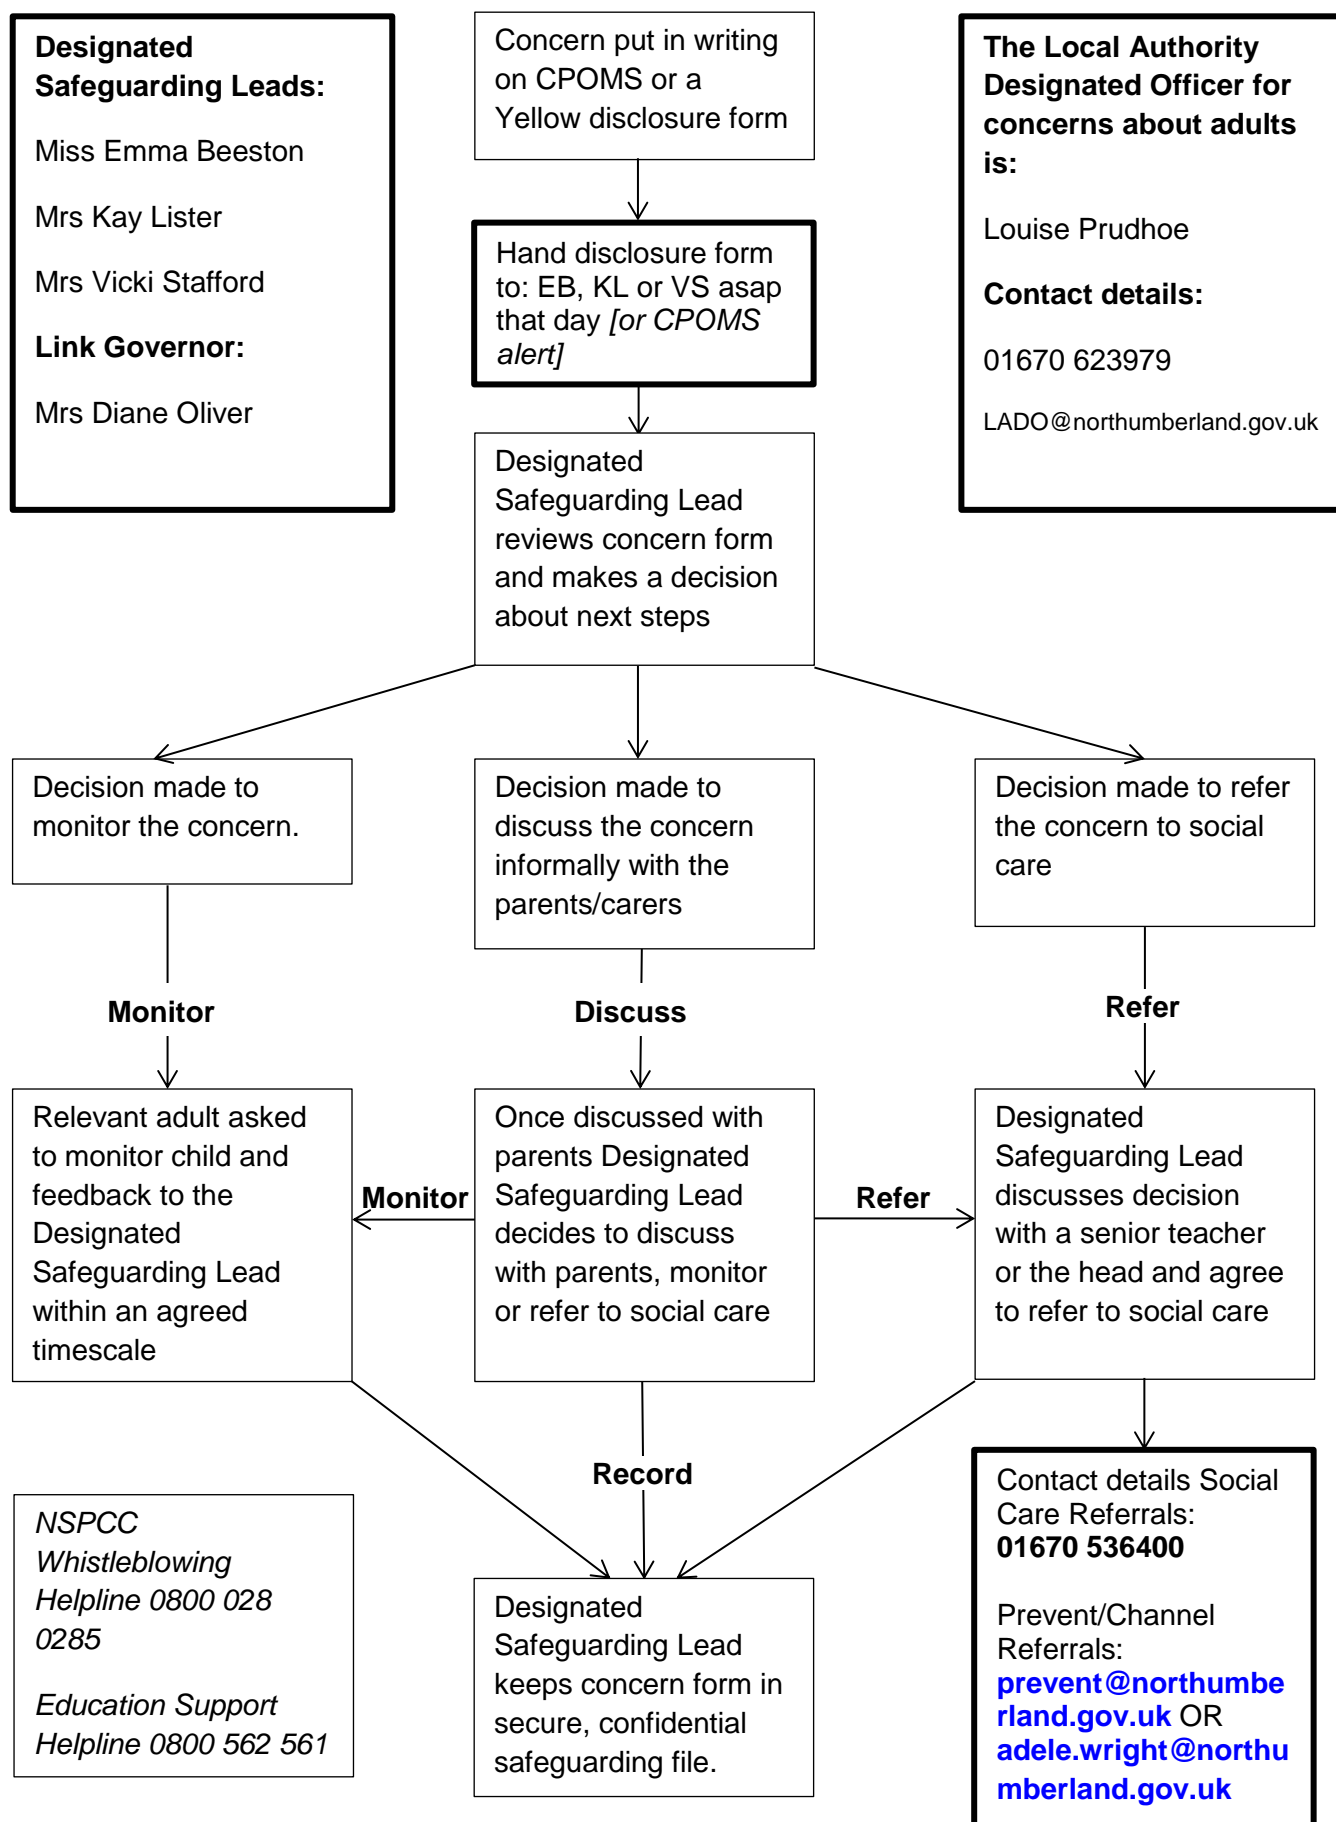 Designated
Safeguarding Leads:
Miss Emma Beeston
Mrs Kay Lister
Mrs Vicki Stafford
Link Governor:
Mrs Diane Oliver
Concern put in writing
on CPOMS or a
Yellow disclosure form
The Local Authority
Designated Officer for
concerns about adults
is:
Louise Prudhoe
Contact details:
01670 623979
LADO@northumberland.gov.uk
Hand disclosure form
to: EB, KL or VS asap
that day [or CPOMS
alert]
Designated
Safeguarding Lead
reviews concern form
and makes a decision
about next steps
Decision made to
monitor the concern.
Decision made to
discuss the concern
informally with the
parents/carers
Decision made to refer
the concern to social
care
Monitor
Discuss
Refer
Relevant adult asked
to monitor child and
feedback to the
Designated
Safeguarding Lead
within an agreed
timescale
Monitor
Once discussed with
parents Designated
Safeguarding Lead
decides to discuss
with parents, monitor
or refer to social care
Refer
Designated
Safeguarding Lead
discusses decision
with a senior teacher
or the head and agree
to refer to social care
Record
NSPCC
Whistleblowing
Helpline 0800 028
0285
Education Support
Helpline 0800 562 561
Designated
Safeguarding Lead
keeps concern form in
secure, confidential
safeguarding file.
Contact details Social
Care Referrals:
01670 536400
Prevent/Channel
Referrals:
prevent@northumbe
rland.gov.uk OR
adele.wright@northu
mberland.gov.uk